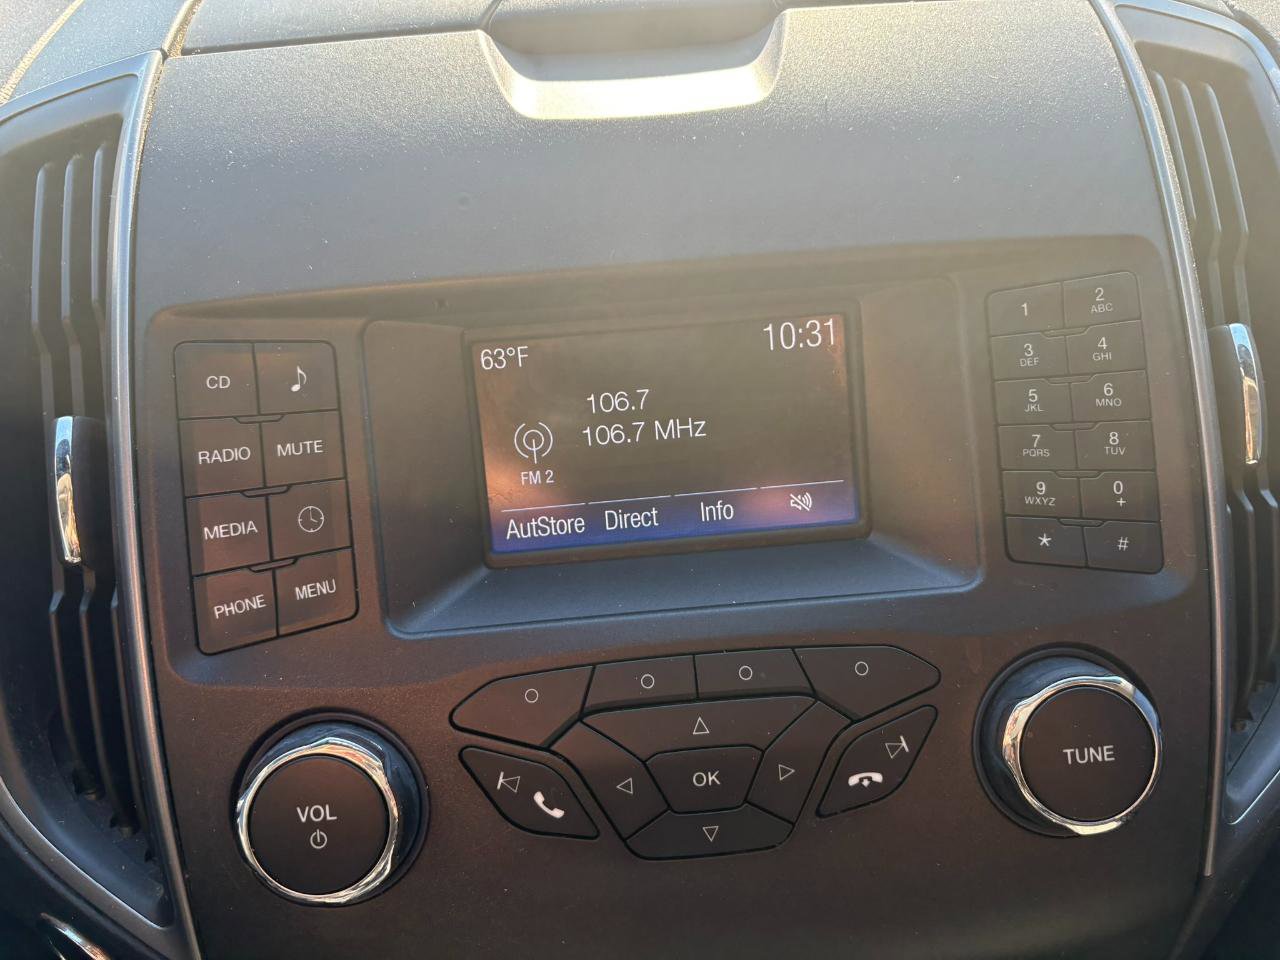 63°F
10:31
106.7
106.7 MHz
FM 2
AutStore Direct Info
CD
RADIO MUTE
MEDIA
PHONE MENU
1 2 ABC
3 DEF 4 GHI
5 JKL 6 MNO
7 PQRS 8 TUV
9 WXYZ 0 +
* #
OK
VOL
TUNE